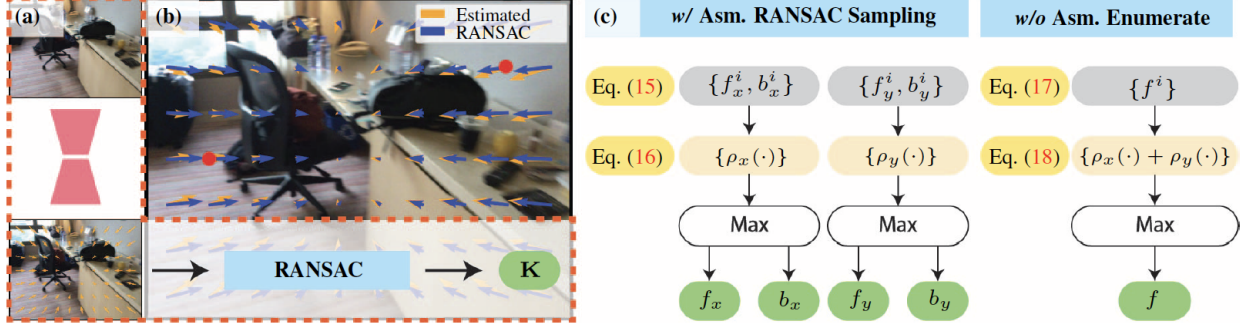 (a)
(b)
Estimated
RANSAC
RANSAC
K
(c)
w/ Asm. RANSAC Sampling
w/o Asm. Enumerate
Eq. (15)
{f_x^i, b_x^i}
{f_y^i, b_y^i}
Eq. (17)
{f^i}
Eq. (16)
{ρ_x(·)}
{ρ_y(·)}
Eq. (18)
{ρ_x(·) + ρ_y(·)}
Max
Max
Max
f_x
b_x
f_y
b_y
f